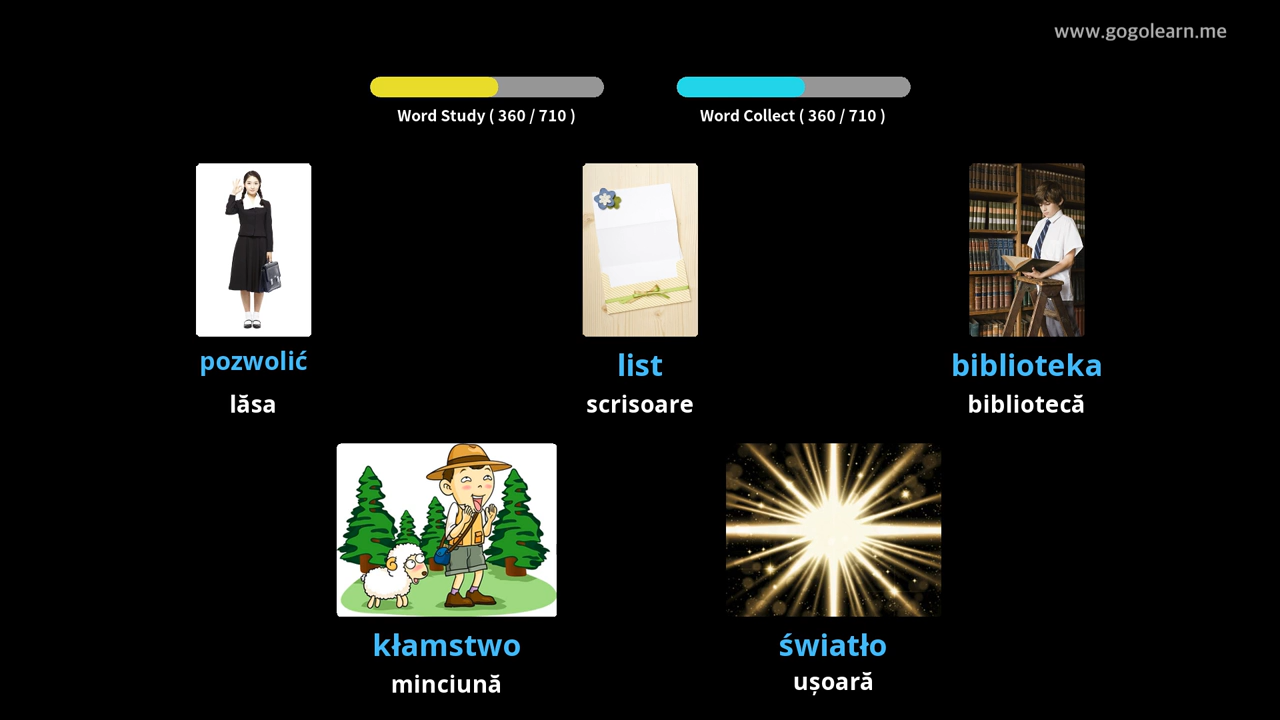 www.gogolearn.me
Word Study ( 360 / 710 )
Word Collect ( 360 / 710 )
pozwolić
lăsa
list
scrisoare
biblioteka
bibliotecă
kłamstwo
minciună
światło
ușoară